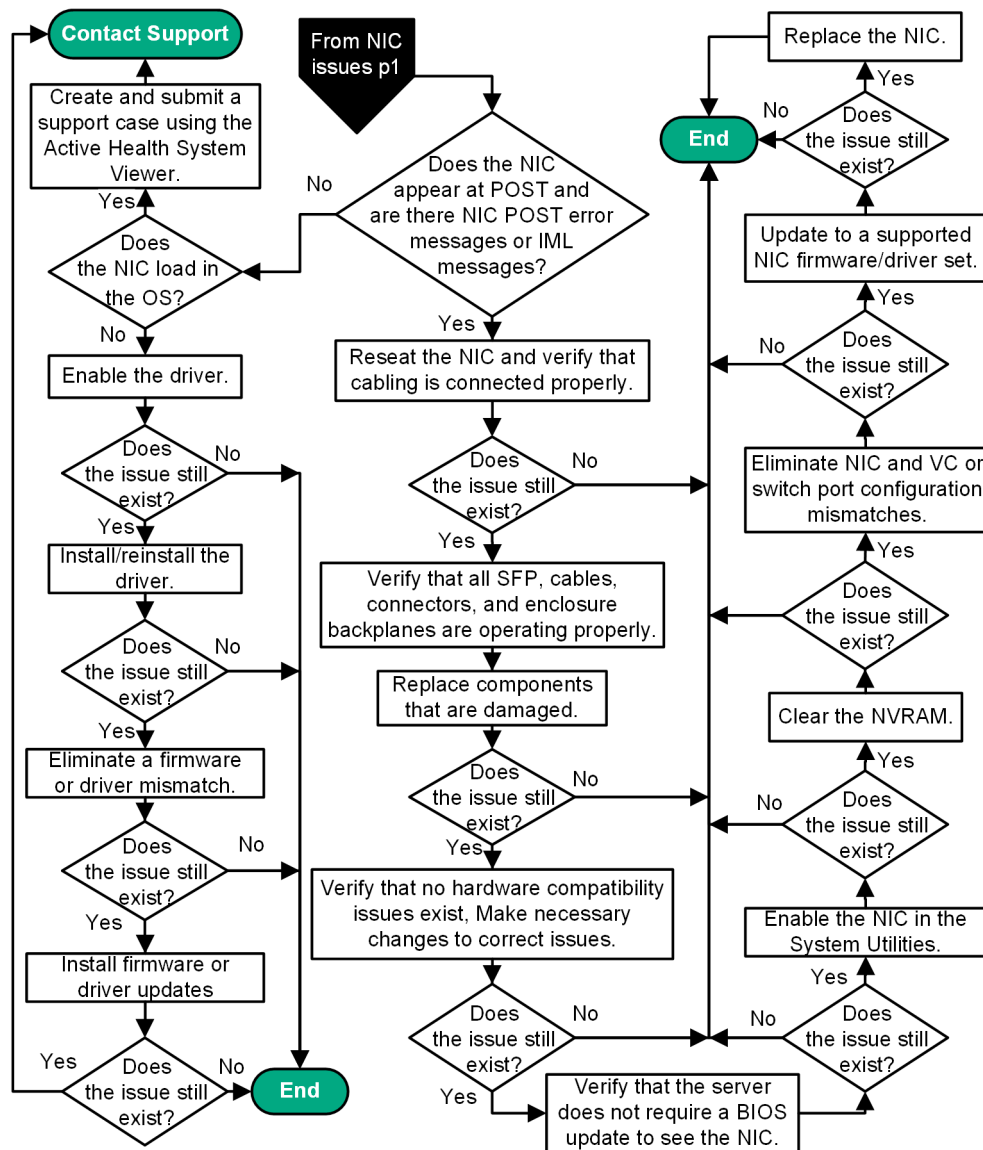 Contact Support
Create and submit a
support case using the
Active Health System
Viewer.
Yes
Does
the NIC load in
the OS?
No
Enable the driver.
Does
the issue still
exist?
No
Yes
Install/reinstall the
driver.
Does
the issue still
exist?
No
Yes
Eliminate a firmware
or driver mismatch.
Does
the issue still
exist?
No
Yes
Install firmware or
driver updates
Does
the issue still
exist?
Yes
No
End
From NIC
issues p1
Does the NIC
appear at POST and
are there NIC POST error
messages or IML
messages?
No
Yes
Reseat the NIC and verify that
cabling is connected properly.
Does
the issue still
exist?
No
Yes
Verify that all SFP, cables,
connectors, and enclosure
backplanes are operating properly.
Replace components
that are damaged.
Does
the issue still
exist?
No
Yes
Verify that no hardware compatibility
issues exist, Make necessary
changes to correct issues.
Does
the issue still
exist?
No
Yes
Verify that the server
does not require a BIOS
update to see the NIC.
Replace the NIC.
Yes
No
Does
the issue still
exist?
End
Update to a supported
NIC firmware/driver set.
Yes
No
Does
the issue still
exist?
Eliminate NIC and VC or
switch port configuration
mismatches.
Yes
No
Does
the issue still
exist?
Clear the NVRAM.
Yes
No
Does
the issue still
exist?
Enable the NIC in the
System Utilities.
Yes
No
Does
the issue still
exist?